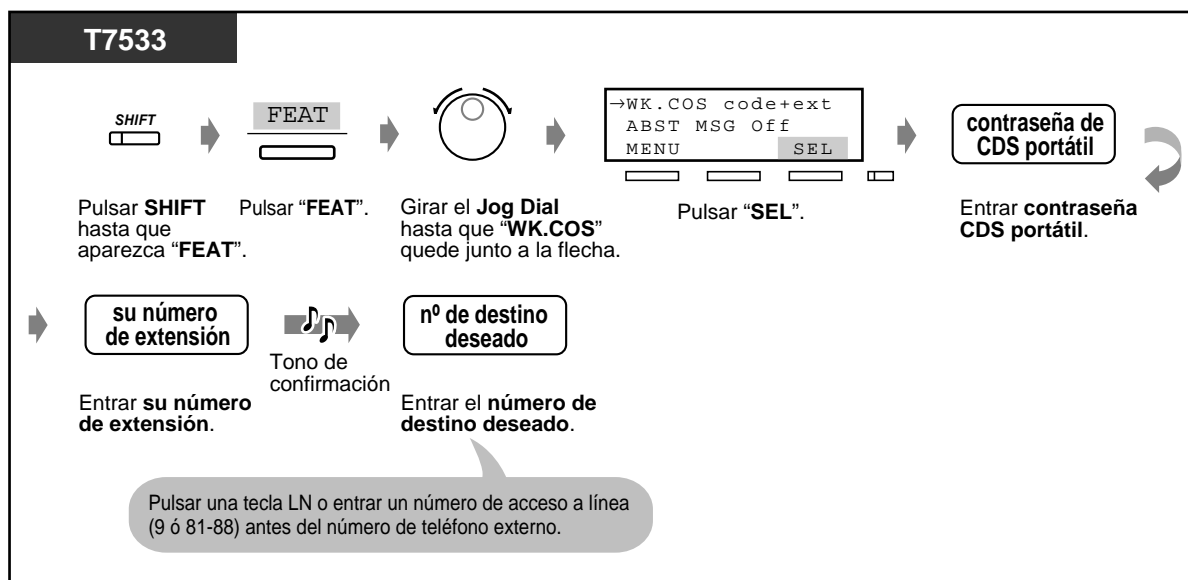 T7533
SHIFT
FEAT
→WK.COS code+ext
ABST MSG Off
MENU SEL
contraseña de
CDS portátil
Pulsar SHIFT
hasta que
aparezca “FEAT”.
Pulsar “FEAT”.
Girar el Jog Dial
hasta que “WK.COS”
quede junto a la flecha.
Pulsar “SEL”.
Entrar contraseña
CDS portátil.
su número
de extensión
Tono de
confirmación
nº de destino
deseado
Entrar su número
de extensión.
Entrar el número de
destino deseado.
Pulsar una tecla LN o entrar un número de acceso a línea
(9 ó 81-88) antes del número de teléfono externo.